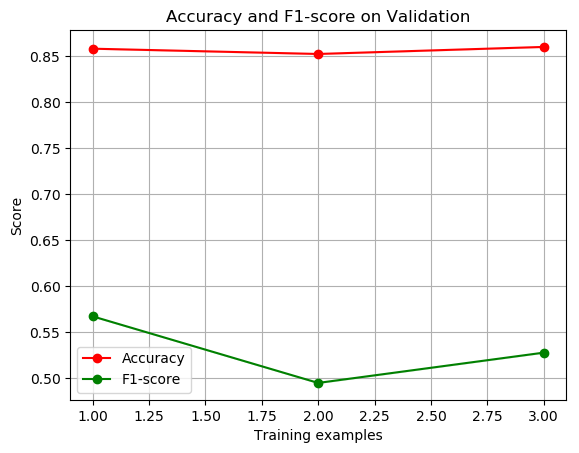 Accuracy and F1-score on Validation
Score
0.85
0.80
0.75
0.70
0.65
0.60
0.55
0.50
Accuracy
F1-score
1.00 1.25 1.50 1.75 2.00 2.25 2.50 2.75 3.00
Training examples